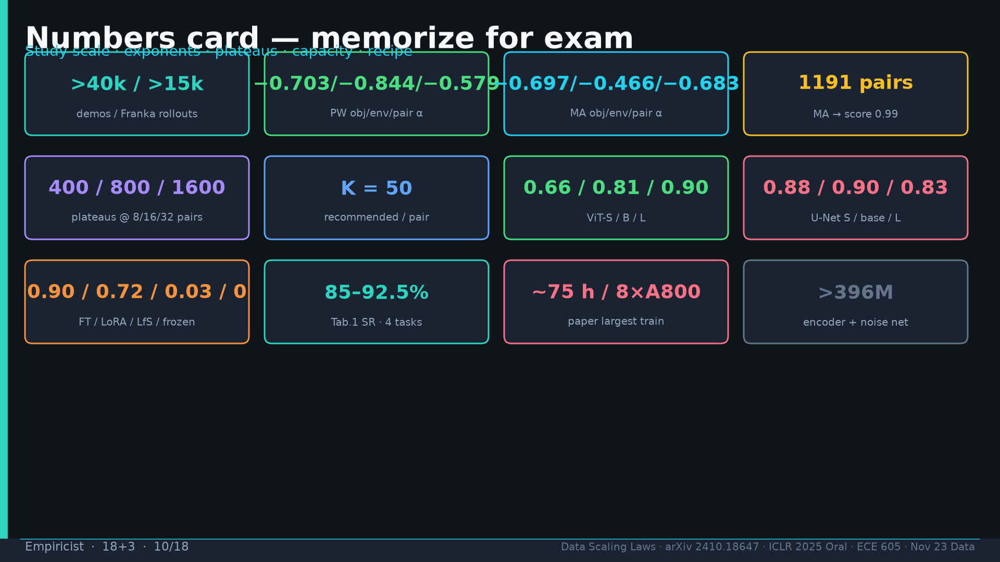 Numbers card — memorize for exam
Study scale · exponents · plateaus · capacity · recipe
>40k / >15k
demos / Franka rollouts
−0.703/−0.844/−0.579
PW obj/env/pair α
−0.697/−0.466/−0.683
MA obj/env/pair α
1191 pairs
MA → score 0.99
400 / 800 / 1600
plateaus @ 8/16/32 pairs
K = 50
recommended / pair
0.66 / 0.81 / 0.90
ViT-S / B / L
0.88 / 0.90 / 0.83
U-Net S / base / L
0.90 / 0.72 / 0.03 / 0
FT / LoRA / LfS / frozen
85–92.5%
Tab.1 SR · 4 tasks
~75 h / 8×A800
paper largest train
>396M
encoder + noise net
Empiricist · 18+3 · 10/18
Data Scaling Laws · arXiv 2410.18647 · ICLR 2025 Oral · ECE 605 · Nov 23 Data